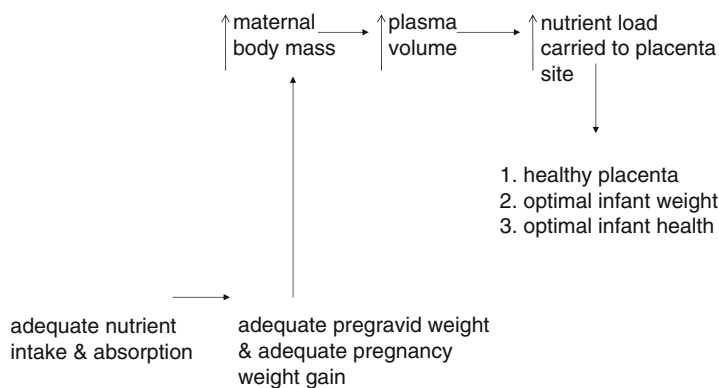 maternal
body mass
plasma
volume
nutrient load
carried to placenta
site
1. healthy placenta
2. optimal infant weight
3. optimal infant health
adequate nutrient
intake & absorption
adequate pregravid weight
& adequate pregnancy
weight gain